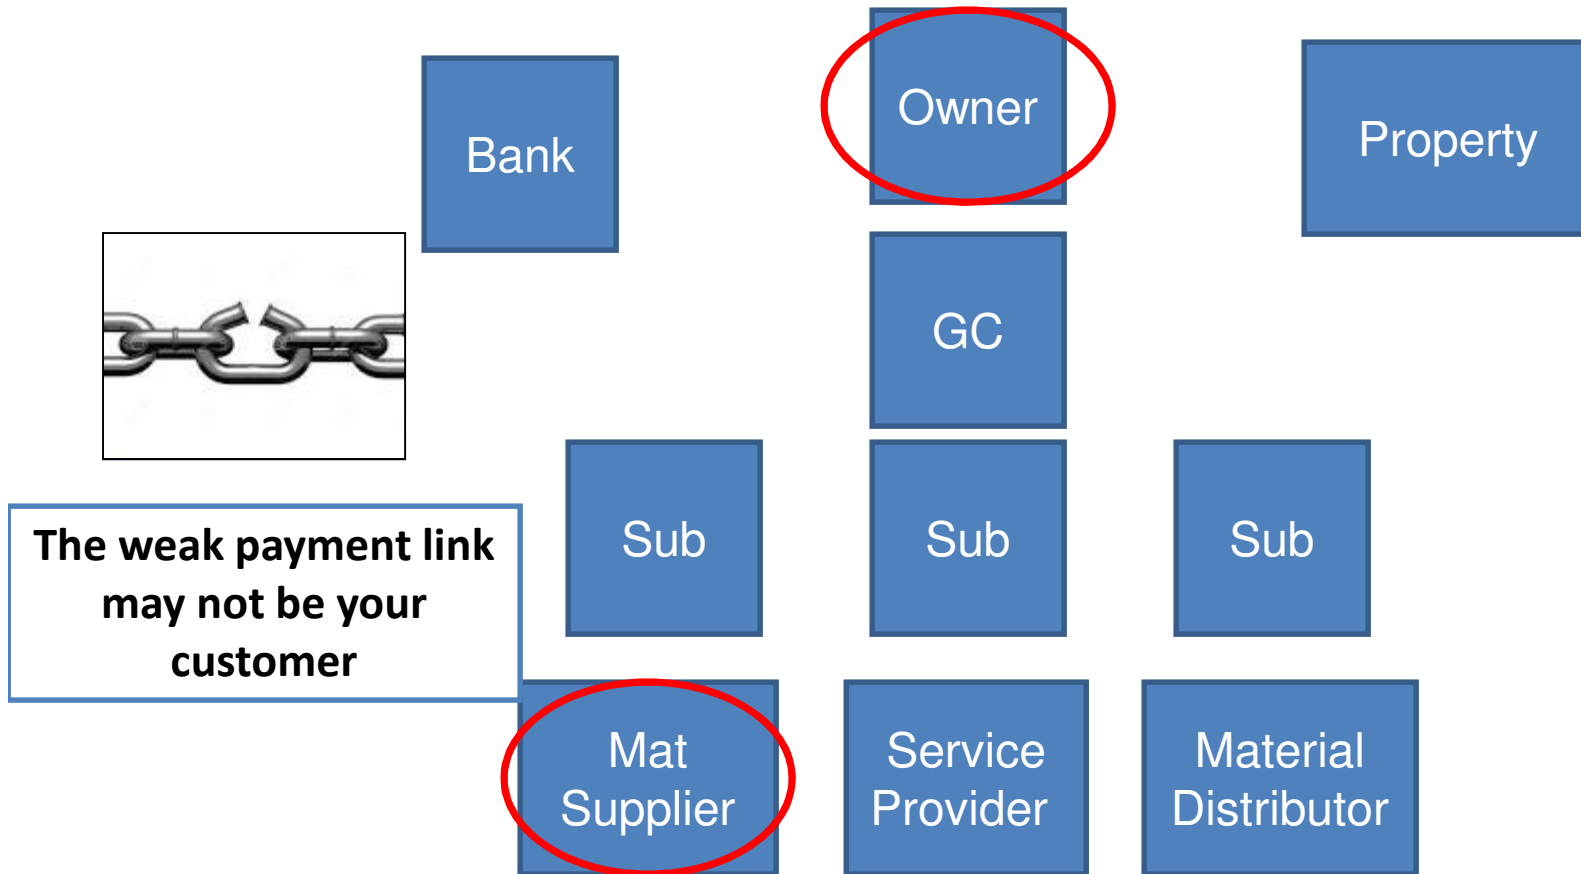 Owner
Bank
Property
GC
The weak payment link
may not be your
customer
Sub
Sub
Sub
Mat
Supplier
Service
Provider
Material
Distributor